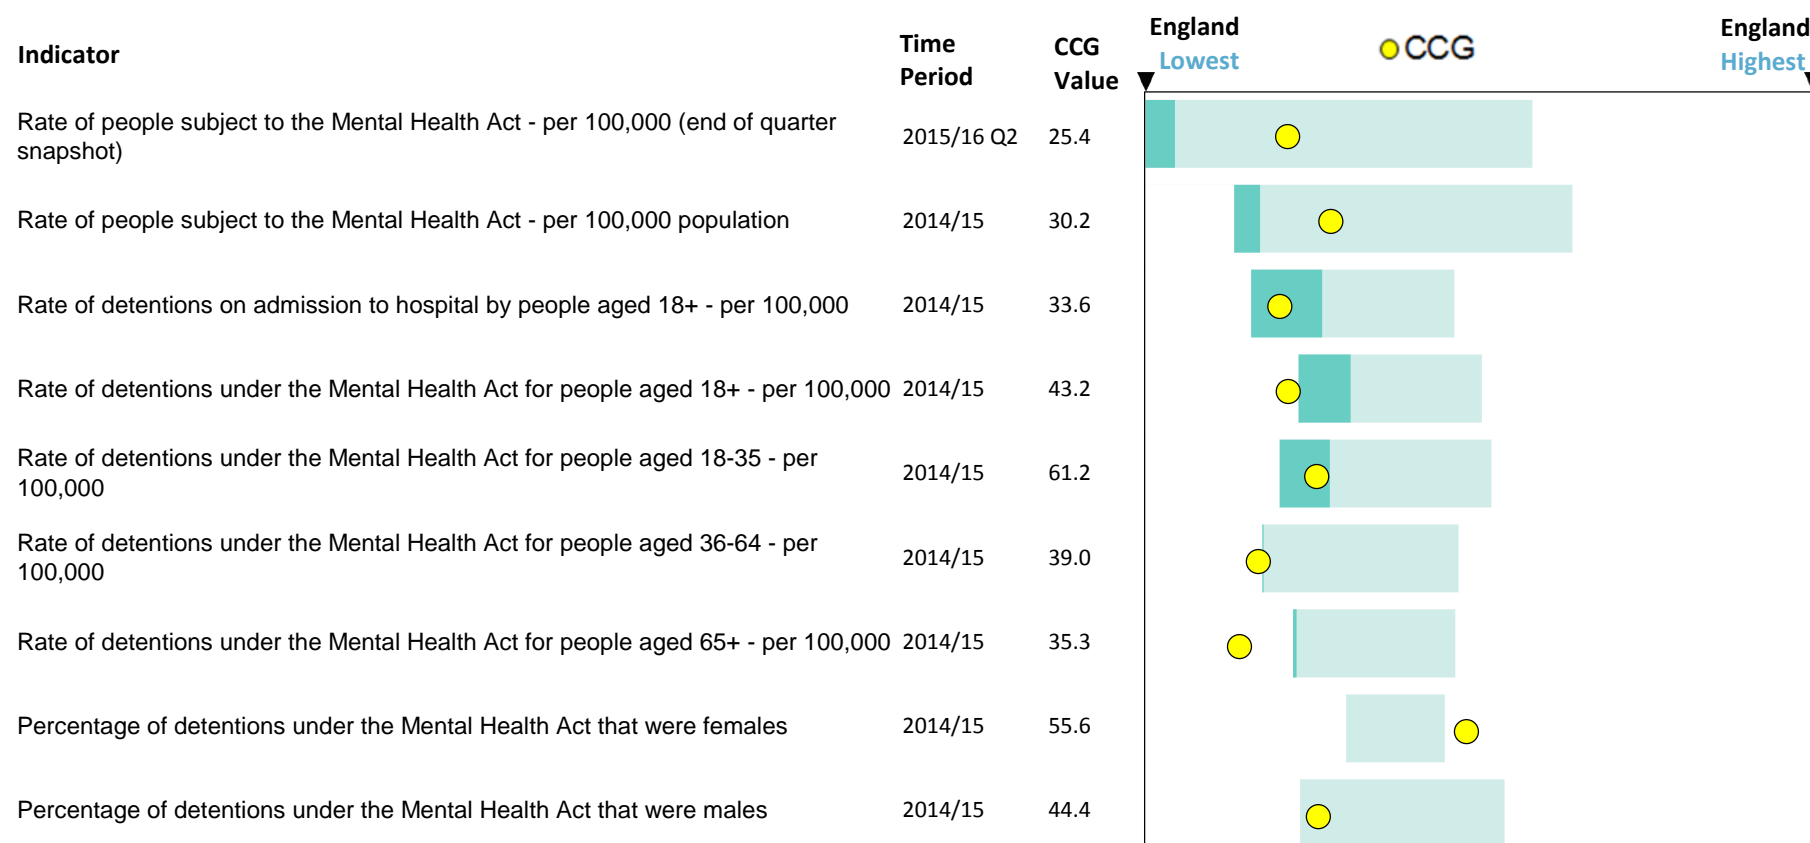 Indicator
Time
Period
CCG
Value
England
Lowest
CCG
England
Highest
Rate of people subject to the Mental Health Act - per 100,000 (end of quarter
snapshot)
2015/16 Q2
25.4
Rate of people subject to the Mental Health Act - per 100,000 population
2014/15
30.2
Rate of detentions on admission to hospital by people aged 18+ - per 100,000
2014/15
33.6
Rate of detentions under the Mental Health Act for people aged 18+ - per 100,000
2014/15
43.2
Rate of detentions under the Mental Health Act for people aged 18-35 - per
100,000
2014/15
61.2
Rate of detentions under the Mental Health Act for people aged 36-64 - per
100,000
2014/15
39.0
Rate of detentions under the Mental Health Act for people aged 65+ - per 100,000
2014/15
35.3
Percentage of detentions under the Mental Health Act that were females
2014/15
55.6
Percentage of detentions under the Mental Health Act that were males
2014/15
44.4